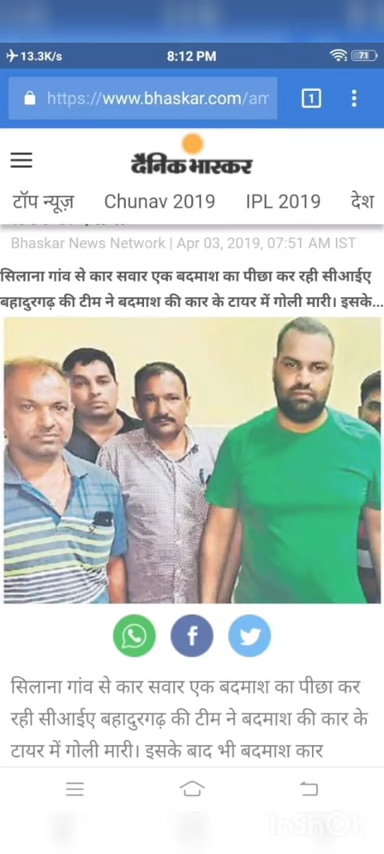 13.3K/s 8:12 PM 71
https://www.bhaskar.com/am
1
दैनिक भास्कर
टॉप न्यूज़ Chunav 2019 IPL 2019 देश
Bhaskar News Network | Apr 03, 2019, 07:51 AM IST
सिलाना गांव से कार सवार एक बदमाश का पीछा कर रही सीआईए
बहादुरगढ़ की टीम ने बदमाश की कार के टायर में गोली मारी। इसके...
सिलाना गांव से कार सवार एक बदमाश का पीछा कर
रही सीआईए बहादुरगढ़ की टीम ने बदमाश की कार के
टायर में गोली मारी। इसके बाद भी बदमाश कार
InShOt